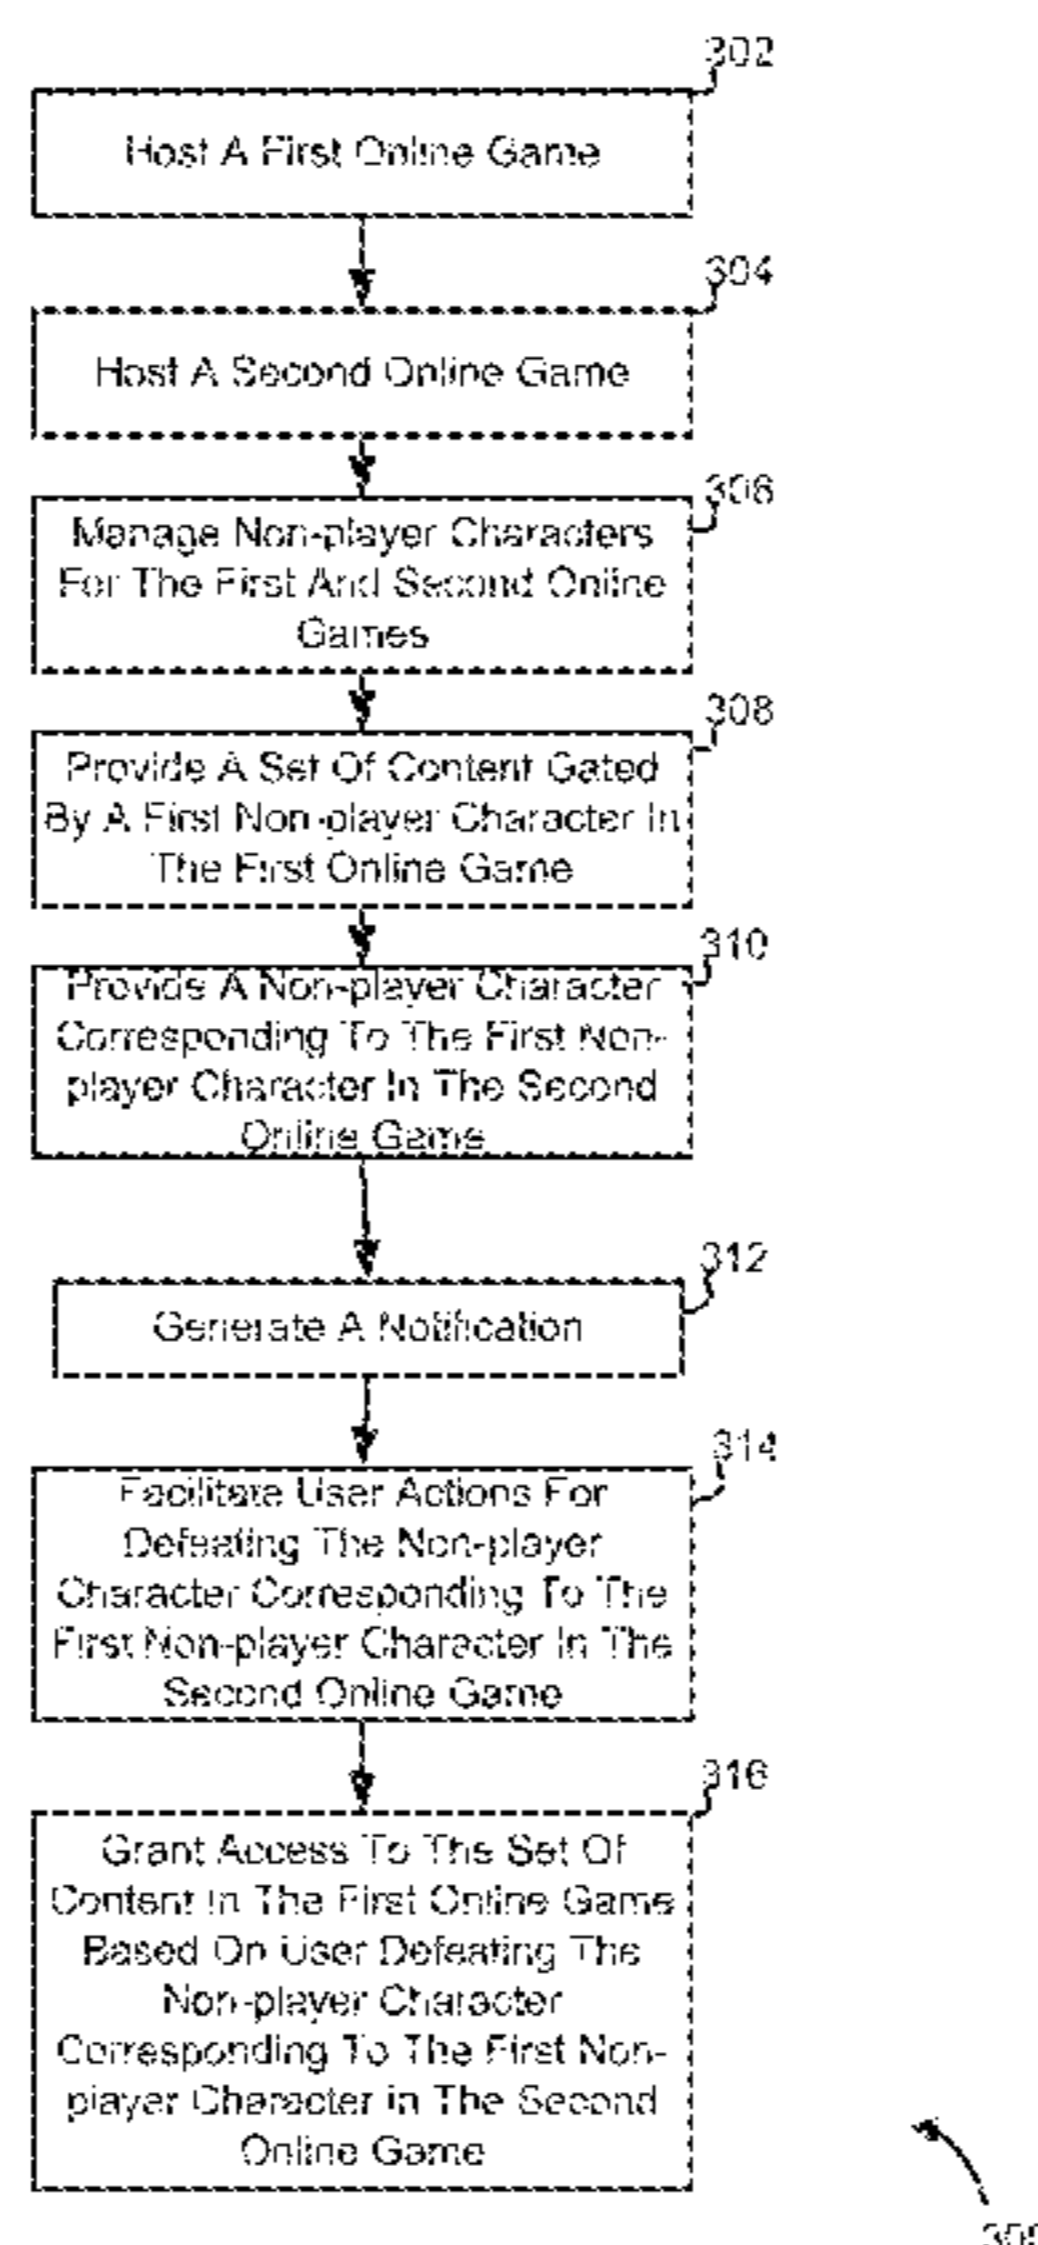 302
Host A First Online Game
304
Host A Second Online Game
306
Manage Non-player Characters
For The First And Second Online
Games
308
Provide A Set Of Content Gated
By A First Non-player Character In
The First Online Game
310
Provide A Non-player Character
Corresponding To The First Non-
player Character In The Second
Online Game
312
Generate A Notification
314
Facilitate User Actions For
Defeating The Non-player
Character Corresponding To The
First Non-player Character In The
Second Online Game
316
Grant Access To The Set Of
Content In The First Online Game
Based On User Defeating The
Non-player Character
Corresponding To The First Non-
player Character in The Second
Online Game